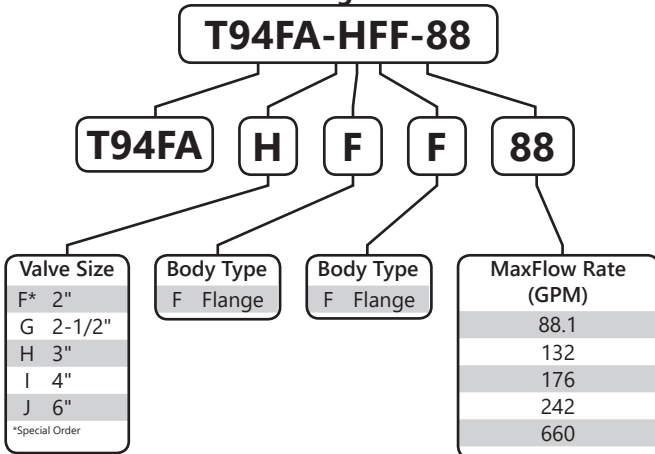 T94FA-HFF-88
T94FA
H
F
F
88
Valve Size
F* 2"
G 2-1/2"
H 3"
I 4"
J 6"
*Special Order
Body Type
F Flange
Body Type
F Flange
MaxFlow Rate
(GPM)
88.1
132
176
242
660